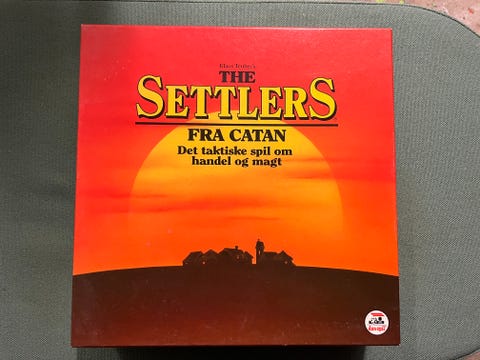 Klaus Teuber's
THE
SETTLERS
FRA CATAN
Det taktiske spil om
handel og magt